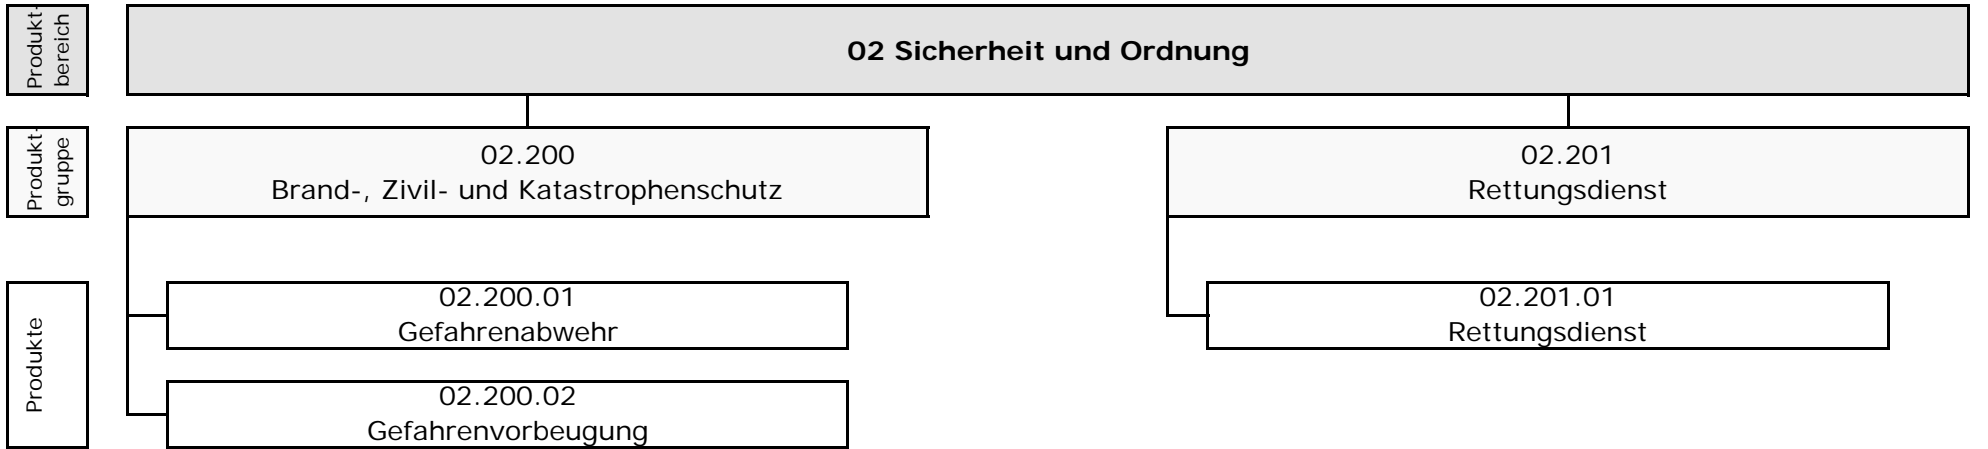 Produkt-
bereich
02 Sicherheit und Ordnung
Produkt-
gruppe
02.200
Brand-, Zivil- und Katastrophenschutz
02.201
Rettungsdienst
Produkte
02.200.01
Gefahrenabwehr
02.201.01
Rettungsdienst
02.200.02
Gefahrenvorbeugung